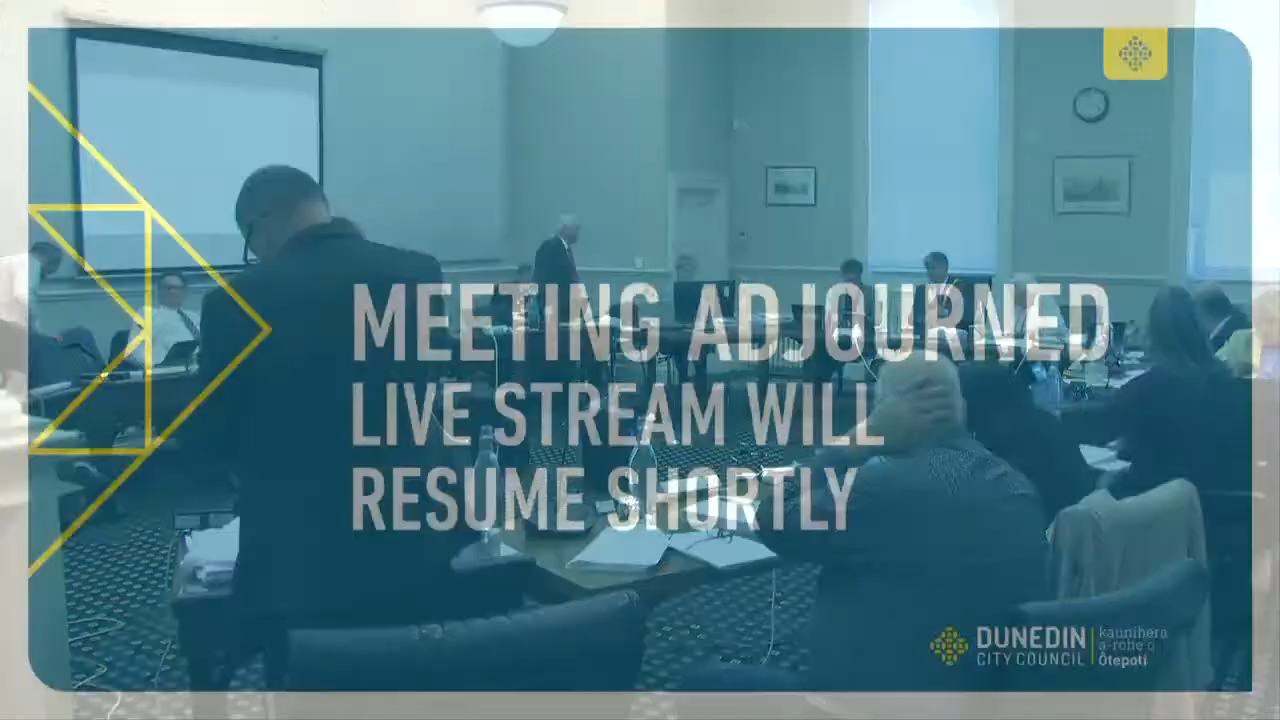 MEETING ADJOURNED
LIVE STREAM WILL
RESUME SHORTLY
DUNEDIN
CITY COUNCIL
kaunihera
a-rohe o
Ōtepoti